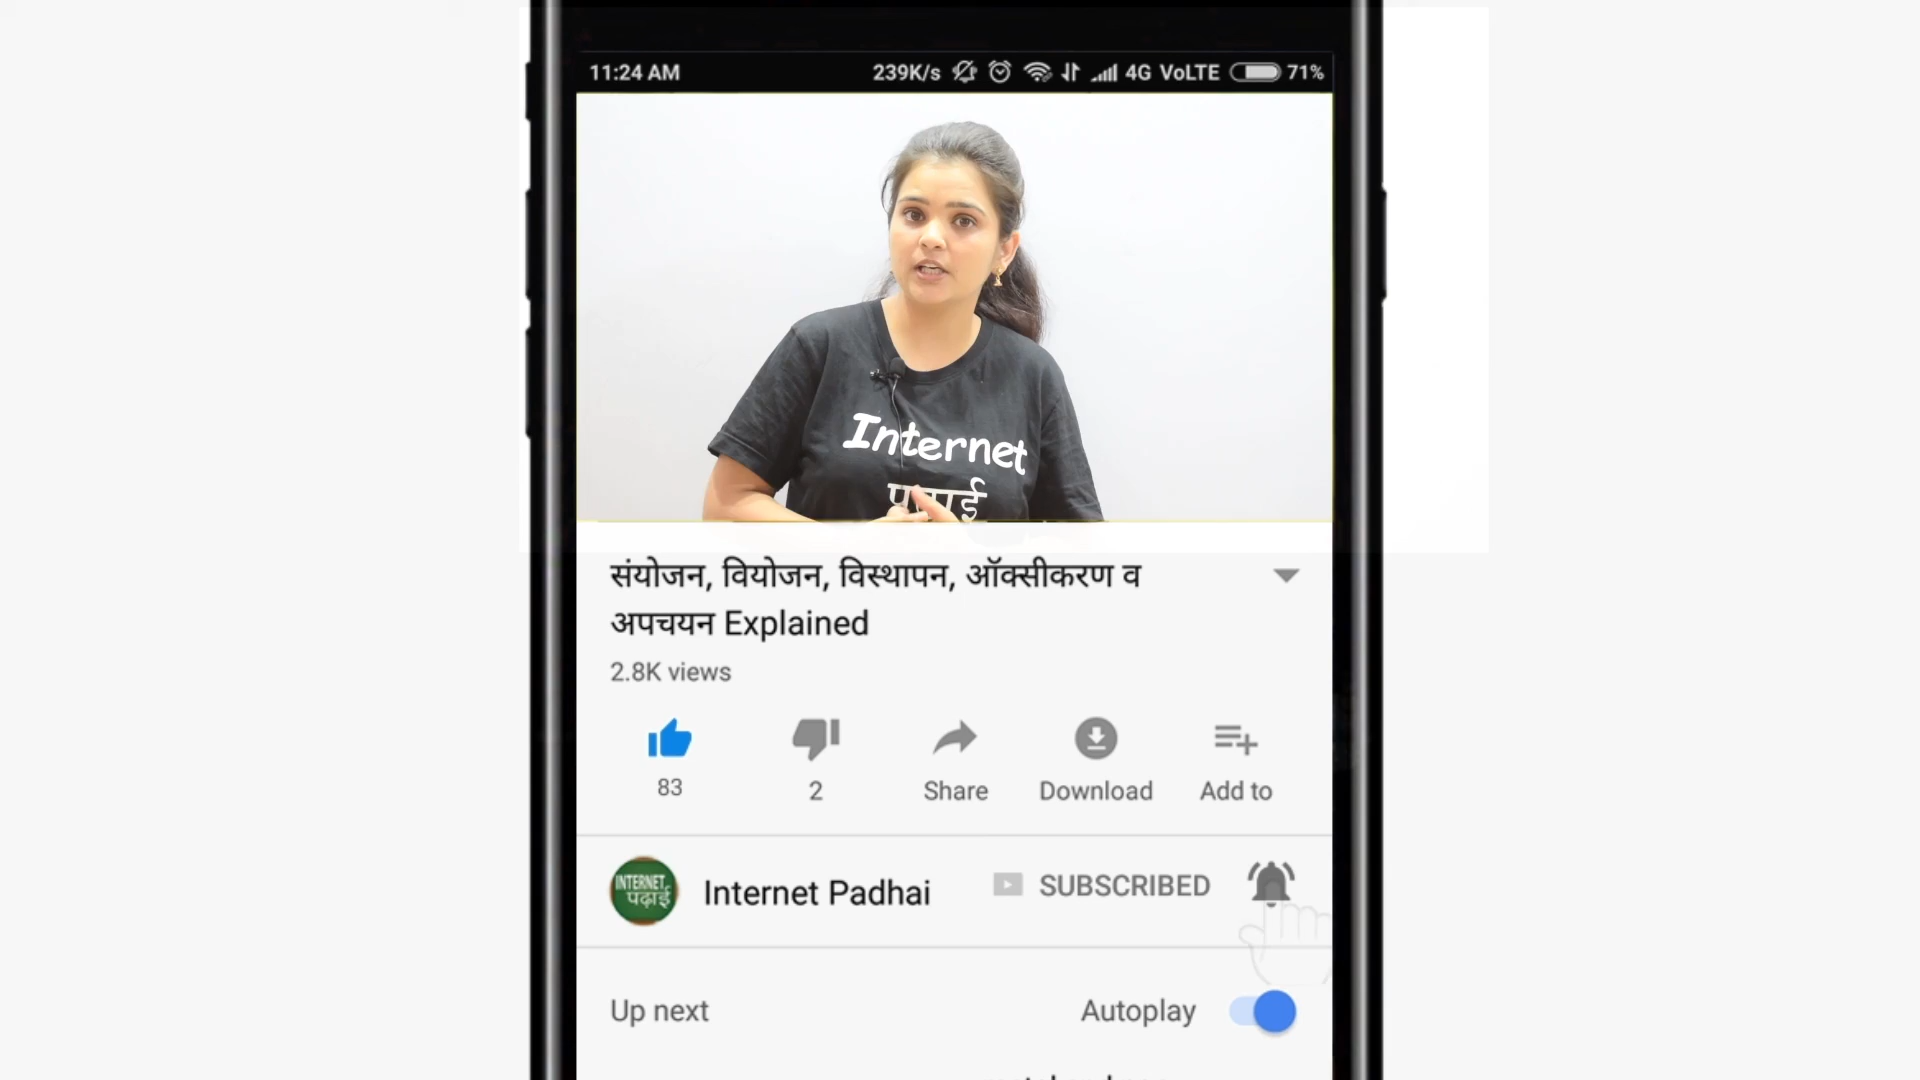 11:24 AM 239K/s 4G VoLTE 71%
Internet
संयोजन, वियोजन, विस्थापन, ऑक्सीकरण व
अपचयन Explained
2.8K views
83 2 Share Download Add to
INTERNET
पढ़ाई
Internet Padhai SUBSCRIBED
Up next Autoplay